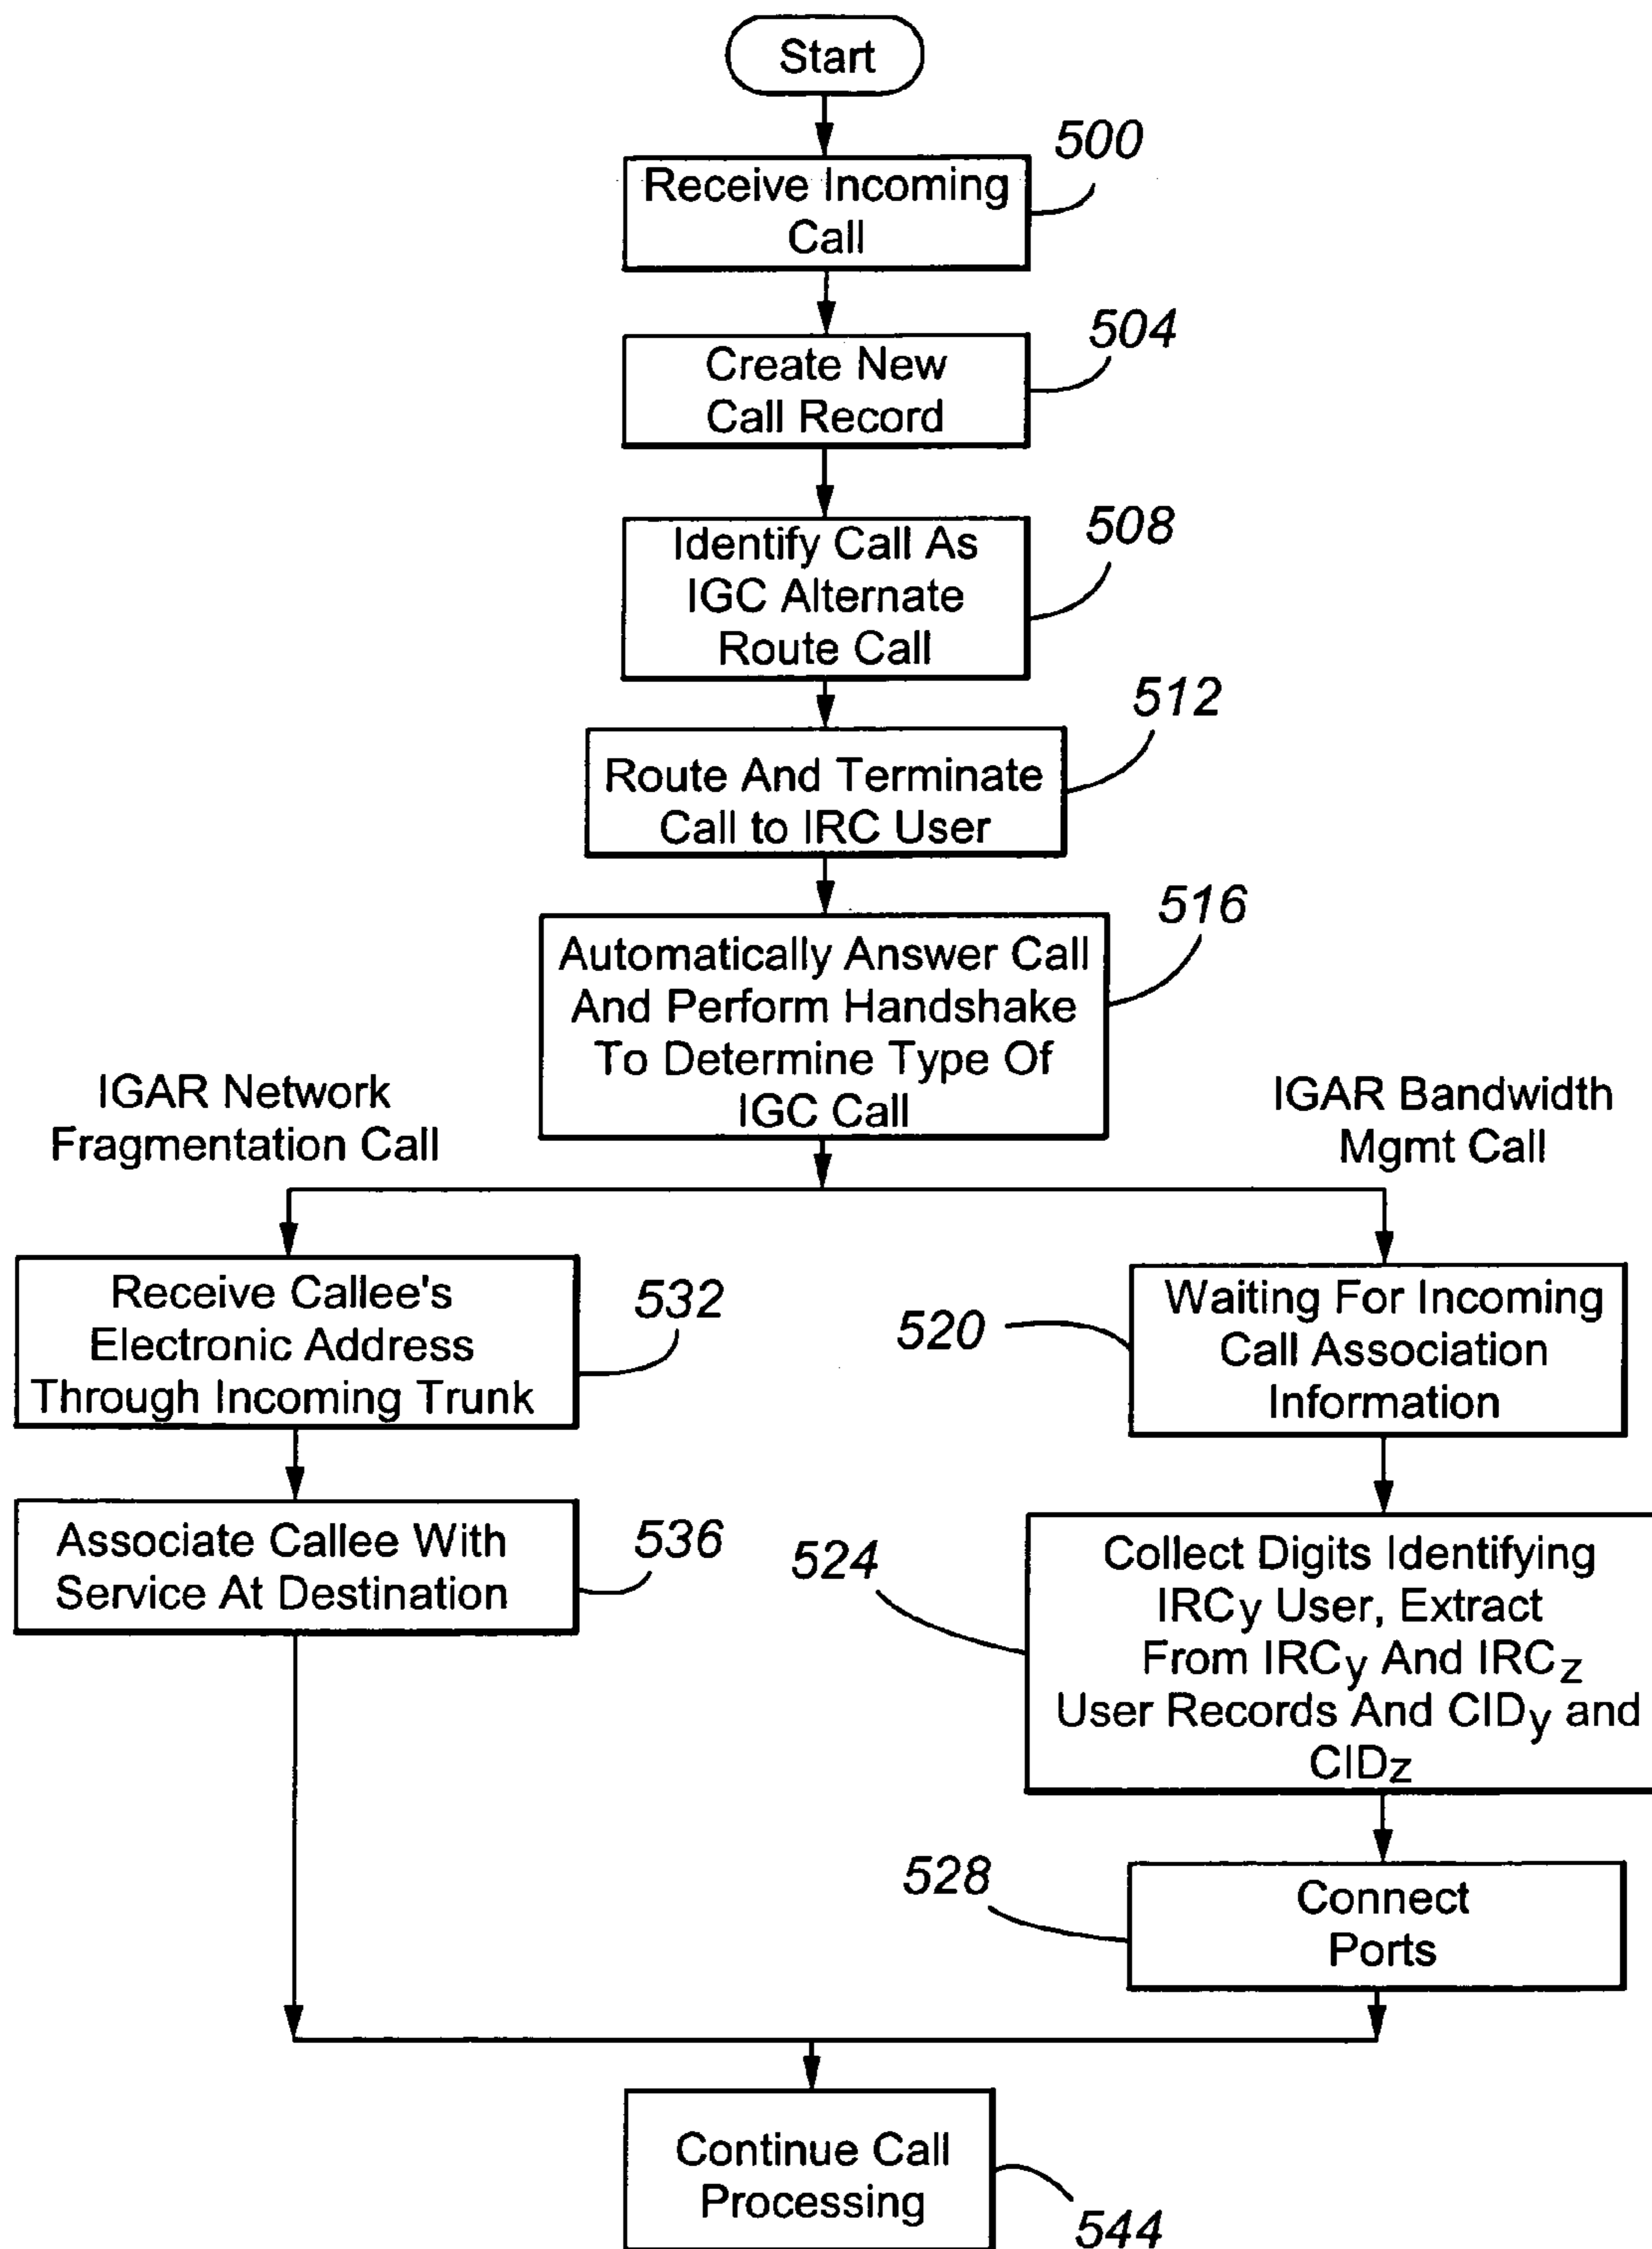 Start
500
Receive Incoming
Call
504
Create New
Call Record
508
Identify Call As
IGC Alternate
Route Call
512
Route And Terminate
Call to IRC User
516
Automatically Answer Call
And Perform Handshake
To Determine Type Of
IGC Call
IGAR Network
Fragmentation Call
IGAR Bandwidth
Mgmt Call
Receive Callee's
Electronic Address
Through Incoming Trunk
532
520
Waiting For Incoming
Call Association
Information
Associate Callee With
Service At Destination
536
524
Collect Digits Identifying
IRCy User, Extract
From IRCy And IRCz
User Records And CIDy and
CIDz
528
Connect
Ports
Continue Call
Processing
544